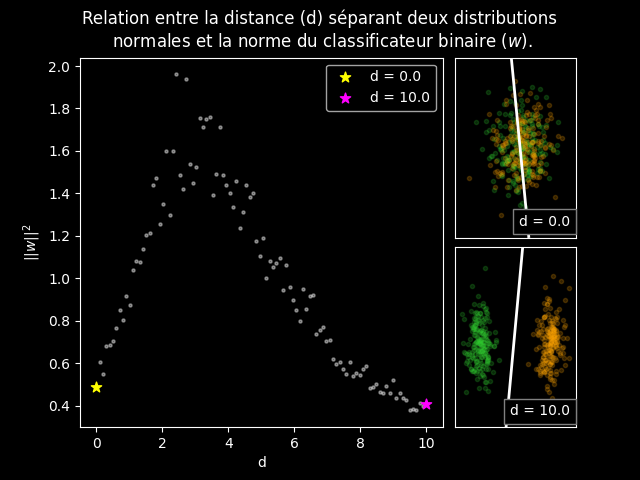 Relation entre la distance (d) séparant deux distributions
normales et la norme du classificateur binaire (w).
2.0
1.8
1.6
1.4
1.2
1.0
0.8
0.6
0.4
||w||²
0
2
4
6
8
10
d
d = 0.0
d = 10.0
d = 0.0
d = 10.0